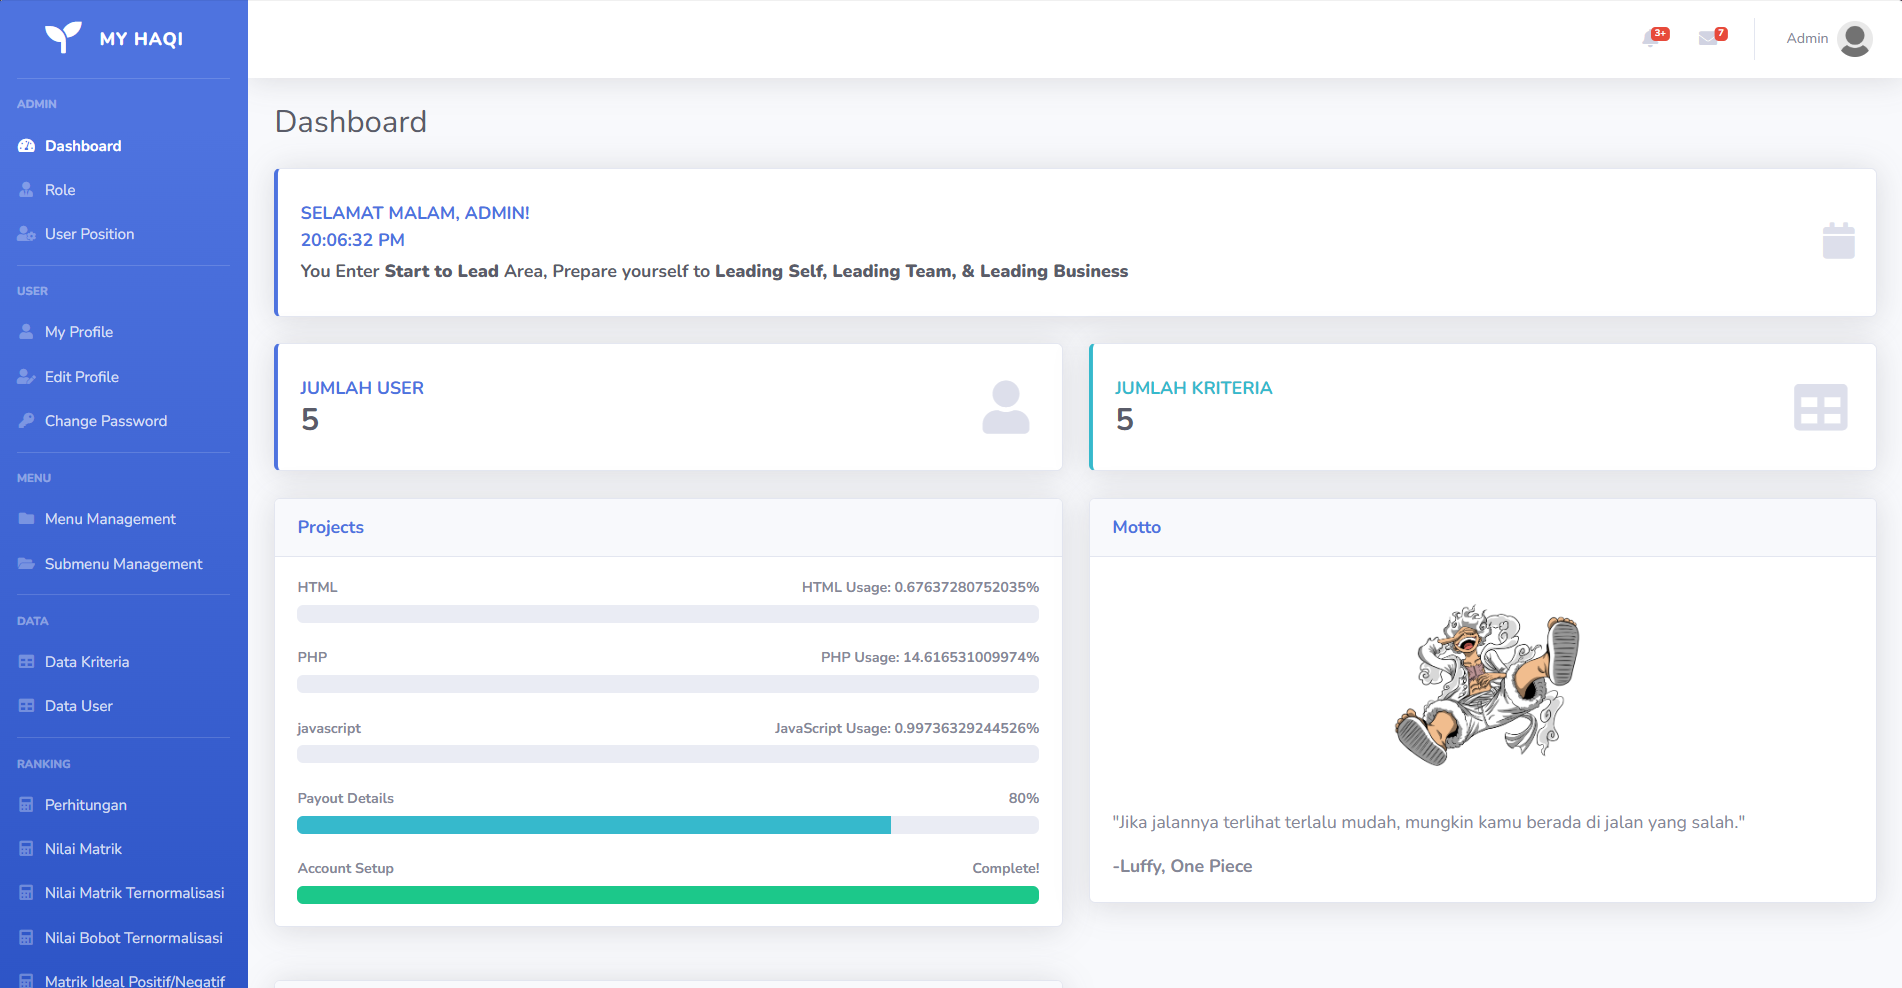 MY HAQI
3+
7
Admin
ADMIN
Dashboard
Role
User Position
USER
My Profile
Edit Profile
Change Password
MENU
Menu Management
Submenu Management
DATA
Data Kriteria
Data User
RANKING
Perhitungan
Nilai Matrik
Nilai Matrik Ternormalisasi
Nilai Bobot Ternormalisasi
Matrik Ideal Positif/Negatif
Dashboard
SELAMAT MALAM, ADMIN!
20:06:32 PM
You Enter Start to Lead Area, Prepare yourself to Leading Self, Leading Team, & Leading Business
JUMLAH USER
5
JUMLAH KRITERIA
5
Projects
HTML HTML Usage: 0.67637280752035%
PHP PHP Usage: 14.616531009974%
javascript JavaScript Usage: 0.99736329244526%
Payout Details 80%
Account Setup Complete!
Motto
"Jika jalannya terlihat terlalu mudah, mungkin kamu berada di jalan yang salah."
-Luffy, One Piece